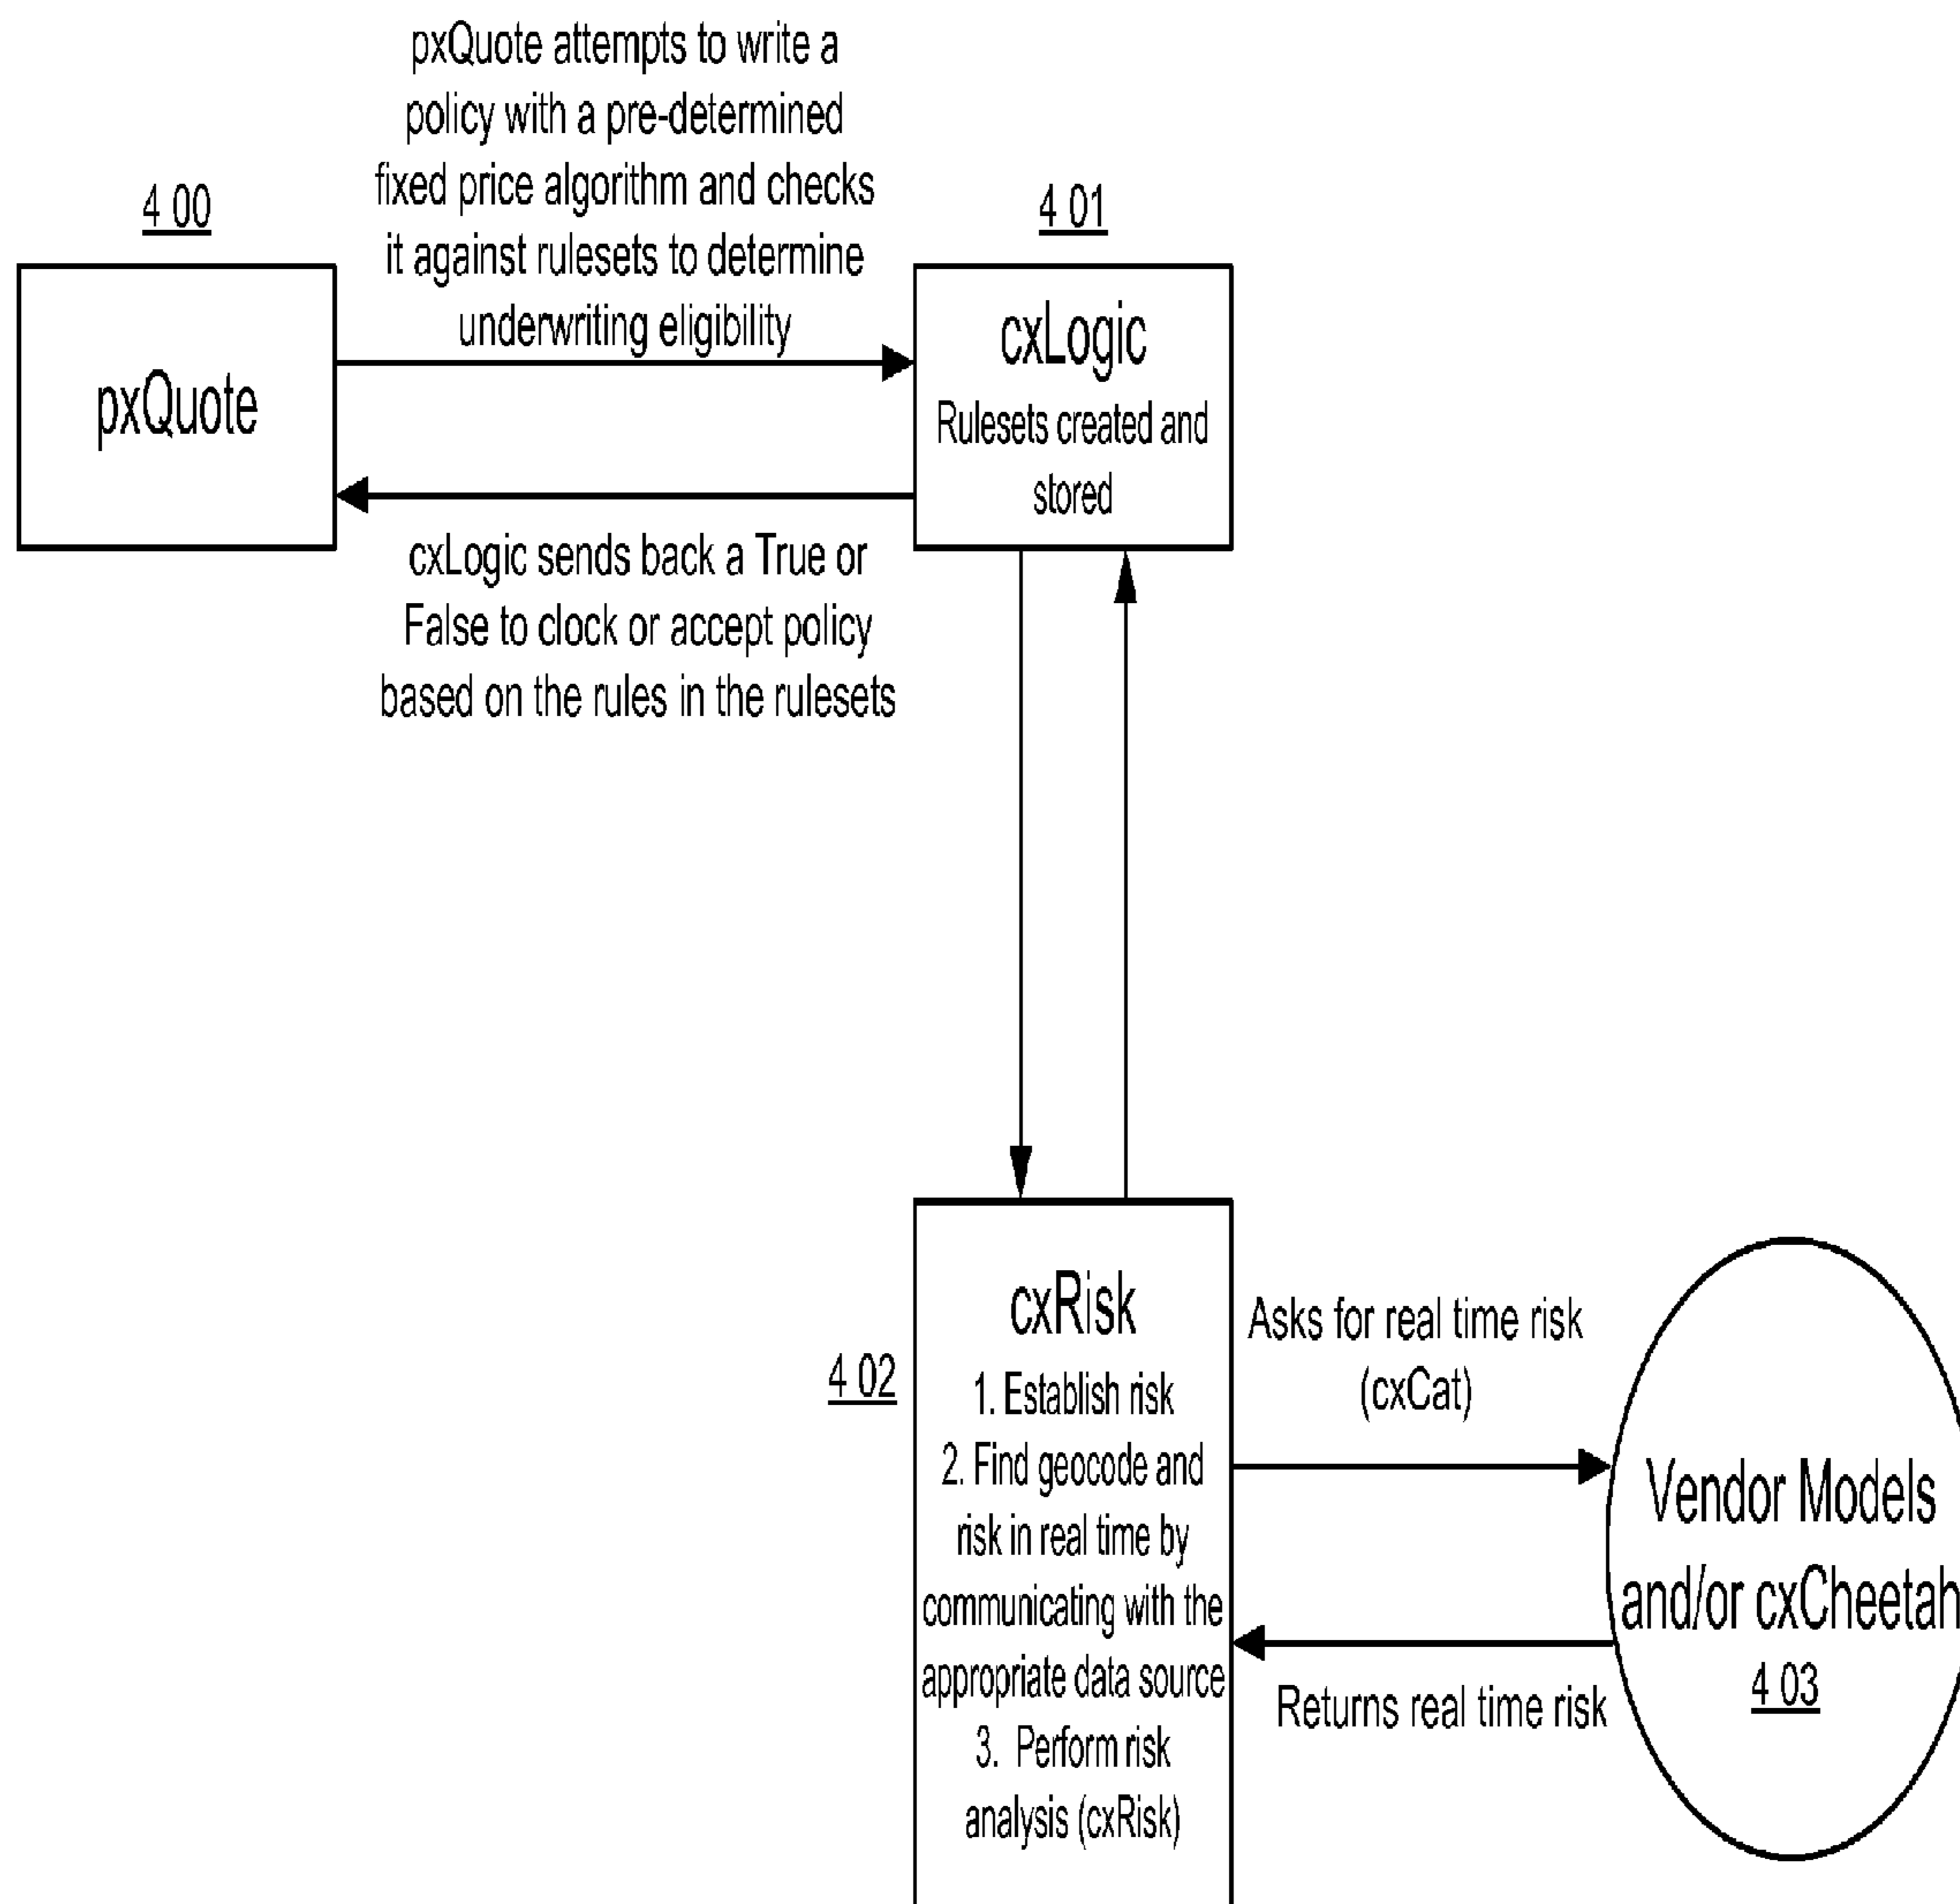 pxQuote attempts to write a
policy with a pre-determined
fixed price algorithm and checks
it against rulesets to determine
underwriting eligibility
4 00
pxQuote
4 01
cxLogic
Rulesets created and
stored
cxLogic sends back a True or
False to clock or accept policy
based on the rules in the rulesets
4 02
cxRisk
1. Establish risk
2. Find geocode and
risk in real time by
communicating with the
appropriate data source
3. Perform risk
analysis (cxRisk)
Asks for real time risk
(cxCat)
Returns real time risk
Vendor Models
and/or cxCheetah
4 03